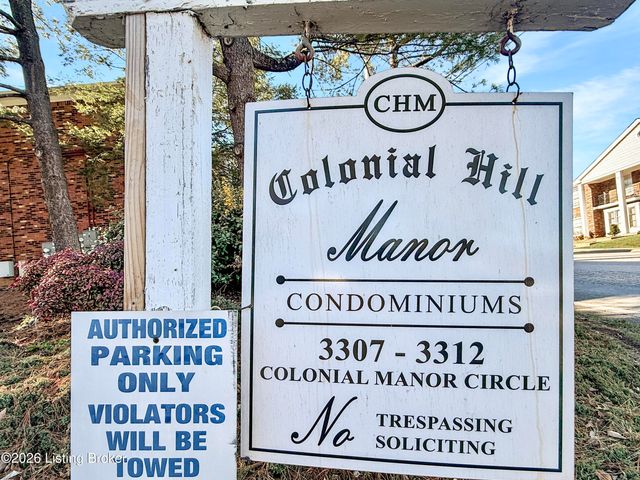 CHM
Colonial Hill
Manor
CONDOMINIUMS
3307 - 3312
COLONIAL MANOR CIRCLE
No TRESPASSING
SOLICITING
AUTHORIZED
PARKING
ONLY
VIOLATORS
WILL BE
TOWED
©2026 Listing Broker